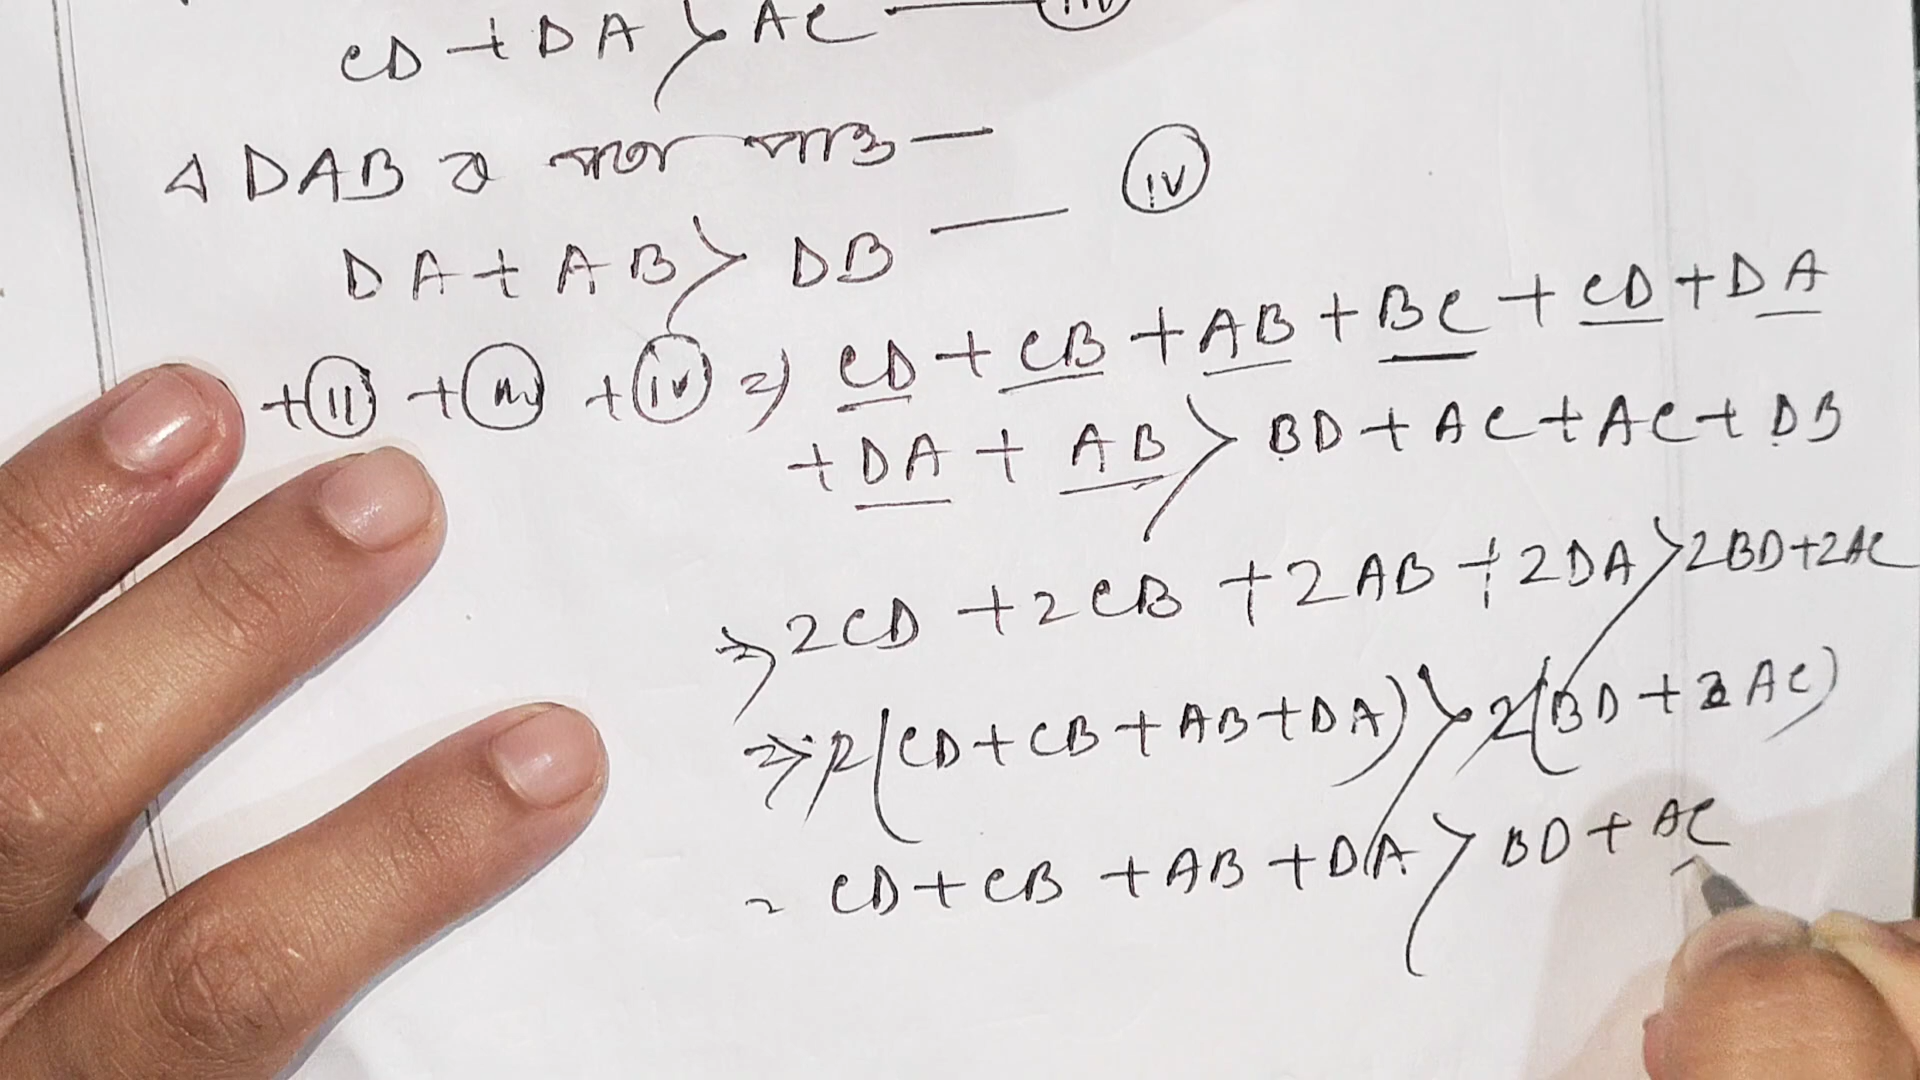 CD + DA > AC — (iii)
Δ DAB ৰ পৰা পাওঁ —
DA + AB > DB — (iv)
+ (ii) + (iii) + (iv) ⇒ CD + CB + AB + BC + CD + DA
+ DA + AB > BD + AC + AC + DB
⇒ 2CD + 2CB + 2AB + 2DA > 2BD + 2AC
⇒ 2(CD + CB + AB + DA) > 2(BD + AC)
= CD + CB + AB + DA > BD + AC